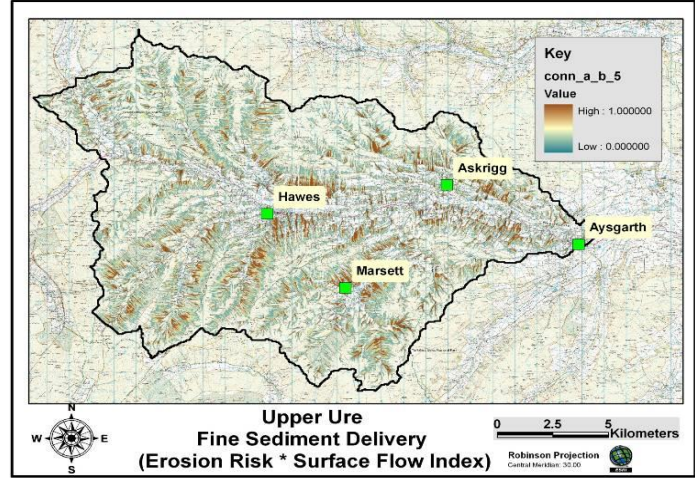 Key
conn_a_b_5
Value
High : 1.000000
Low : 0.000000
Askrigg
Hawes
Aysgarth
Marsett
N
W
E
S
Upper Ure
Fine Sediment Delivery
(Erosion Risk * Surface Flow Index)
0 2.5 5
Kilometers
Robinson Projection
Central Meridian: 30.00
ESRI